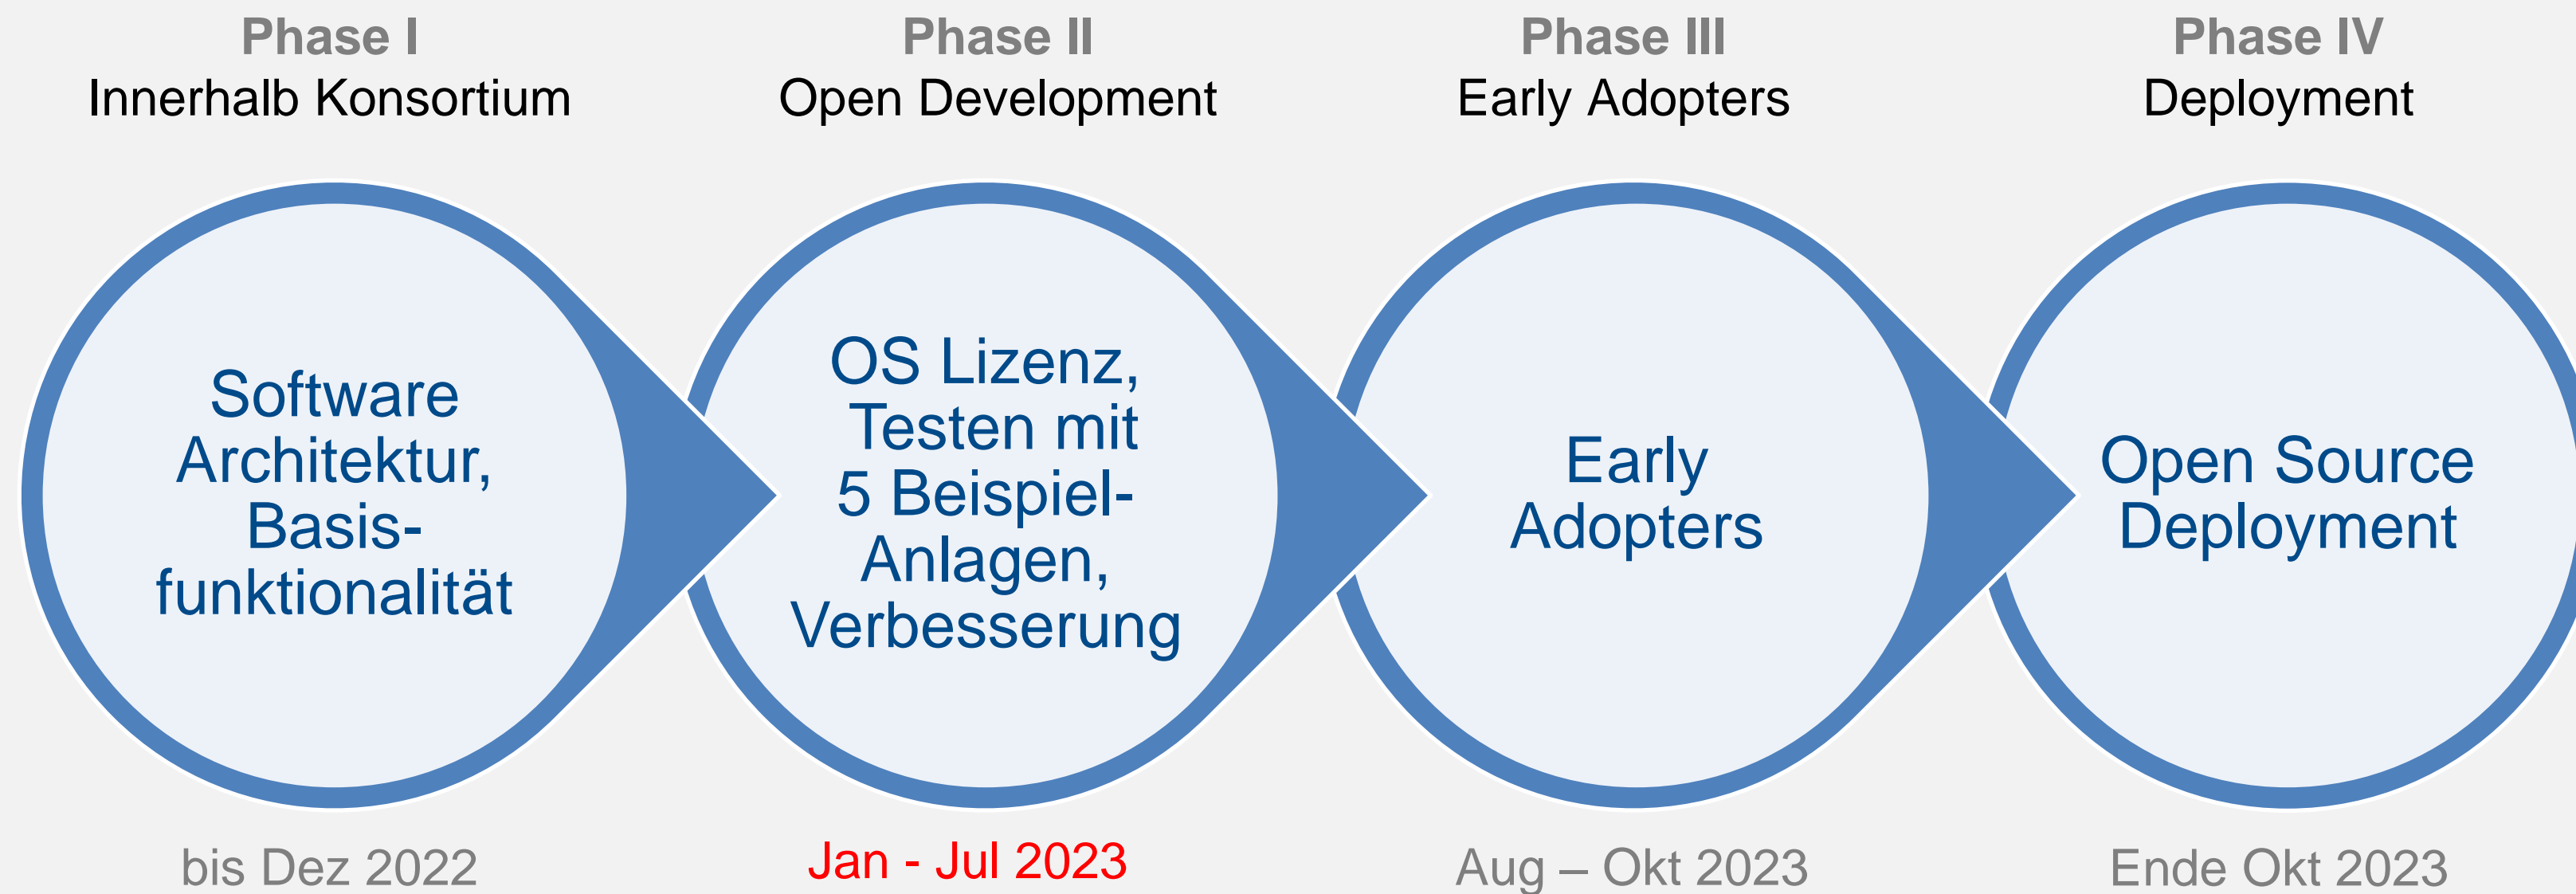 Phase I
Innerhalb Konsortium
Phase II
Open Development
Phase III
Early Adopters
Phase IV
Deployment
Software
Architektur,
Basis-
funktionalität
OS Lizenz,
Testen mit
5 Beispiel-
Anlagen,
Verbesserung
Early
Adopters
Open Source
Deployment
bis Dez 2022
Jan - Jul 2023
Aug – Okt 2023
Ende Okt 2023